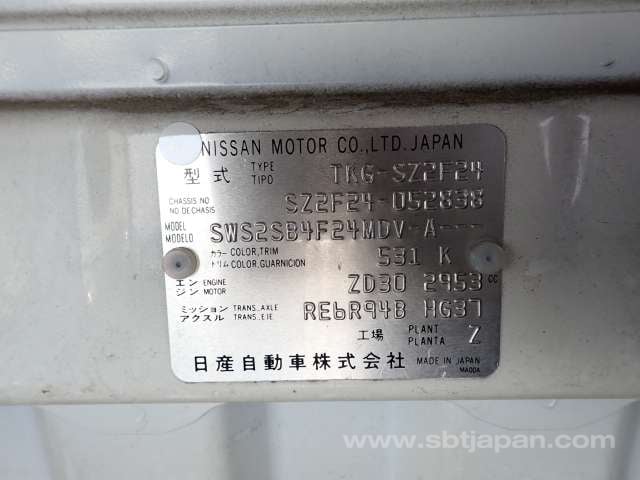 NISSAN MOTOR CO.,LTD.JAPAN
型式 TYPE TIPO TKG-SZ2F24
CHASSIS NO NO.DE CHASIS SZ2F24-052838
MODEL MODELO SWS2SB4F24MDV-A----
カラー COLOR,TRIM トリム COLOR,GUARNICION 531 K
エンジン ENGINE MOTOR ZD30 2953 cc
ミッション TRANS.,AXLE アクスル TRANS.,EJE RE6R94B HG37
工場 PLANT PLANTA Z
日産自動車株式会社 MADE IN JAPAN
MA00A
www.sbtjapan.com